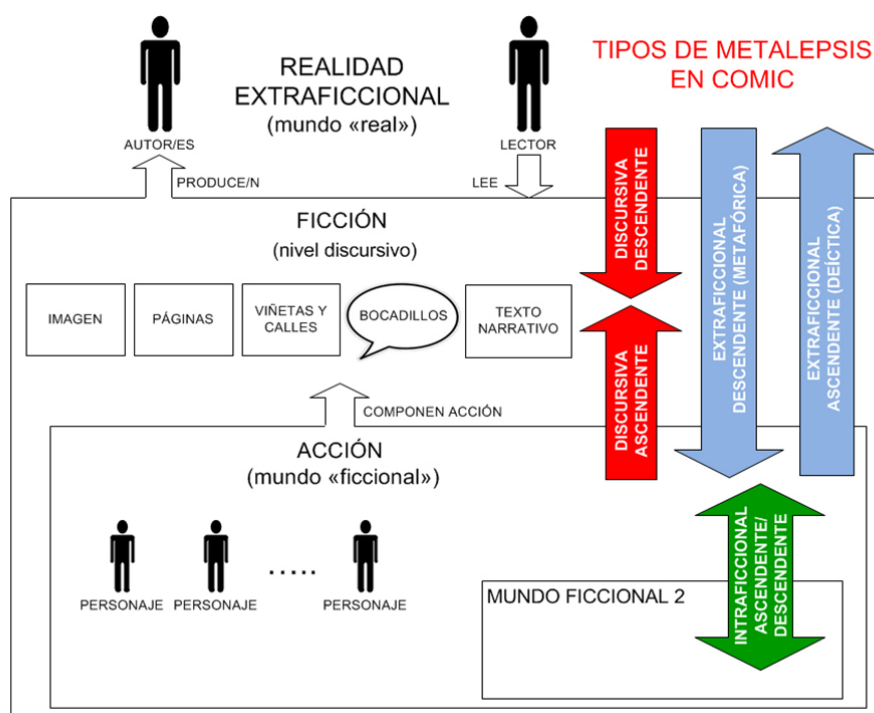 TIPOS DE METALEPSIS
EN COMIC
REALIDAD
EXTRAFICCIONAL
(mundo «real»)
AUTOR/ES
LECTOR
PRODUCE/N
LEE
FICCIÓN
(nivel discursivo)
IMAGEN
PÁGINAS
VIÑETAS Y
CALLES
BOCADILLOS
TEXTO
NARRATIVO
COMPONEN ACCIÓN
ACCIÓN
(mundo «ficcional»)
PERSONAJE
PERSONAJE
.....
PERSONAJE
MUNDO FICCIONAL 2
DISCURSIVA
DESCENDENTE
DISCURSIVA
ASCENDENTE
EXTRAFICCIONAL
DESCENDENTE (METAFÓRICA)
EXTRAFICCIONAL
ASCENDENTE (DEÍCTICA)
INTRAFICCIONAL
ASCENDENTE/
DESCENDENTE